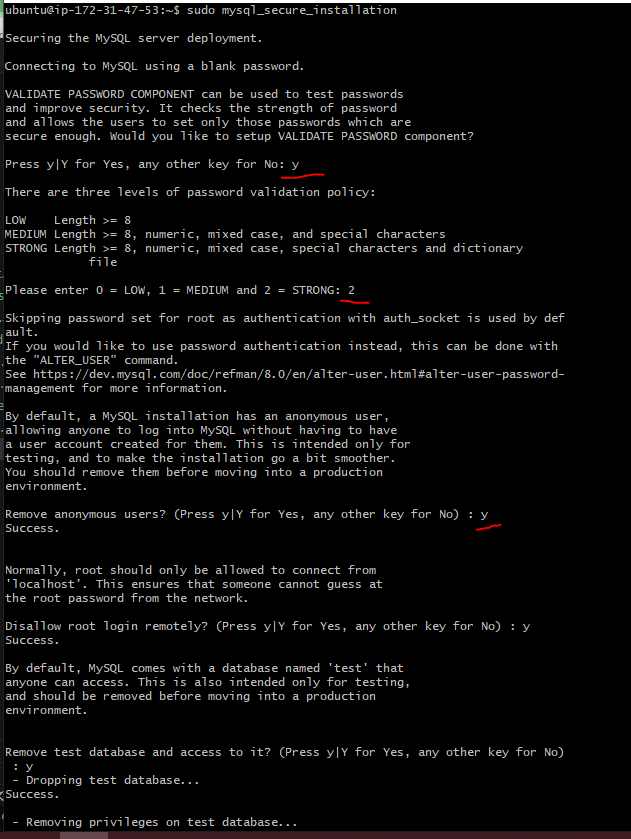 ubuntu@ip-172-31-47-53:~$ sudo mysql_secure_installation
Securing the MySQL server deployment.
Connecting to MySQL using a blank password.
VALIDATE PASSWORD COMPONENT can be used to test passwords
and improve security. It checks the strength of password
and allows the users to set only those passwords which are
secure enough. Would you like to setup VALIDATE PASSWORD component?
Press y|Y for Yes, any other key for No: y
There are three levels of password validation policy:
LOW    Length >= 8
MEDIUM Length >= 8, numeric, mixed case, and special characters
STRONG Length >= 8, numeric, mixed case, special characters and dictionary
            file
Please enter 0 = LOW, 1 = MEDIUM and 2 = STRONG: 2
Skipping password set for root as authentication with auth_socket is used by def
ault.
If you would like to use password authentication instead, this can be done with
the "ALTER_USER" command.
See https://dev.mysql.com/doc/refman/8.0/en/alter-user.html#alter-user-password-
management for more information.
By default, a MySQL installation has an anonymous user,
allowing anyone to log into MySQL without having to have
a user account created for them. This is intended only for
testing, and to make the installation go a bit smoother.
You should remove them before moving into a production
environment.
Remove anonymous users? (Press y|Y for Yes, any other key for No) : y
Success.
Normally, root should only be allowed to connect from
'localhost'. This ensures that someone cannot guess at
the root password from the network.
Disallow root login remotely? (Press y|Y for Yes, any other key for No) : y
Success.
By default, MySQL comes with a database named 'test' that
anyone can access. This is also intended only for testing,
and should be removed before moving into a production
environment.
Remove test database and access to it? (Press y|Y for Yes, any other key for No)
 : y
 - Dropping test database...
Success.
 - Removing privileges on test database...